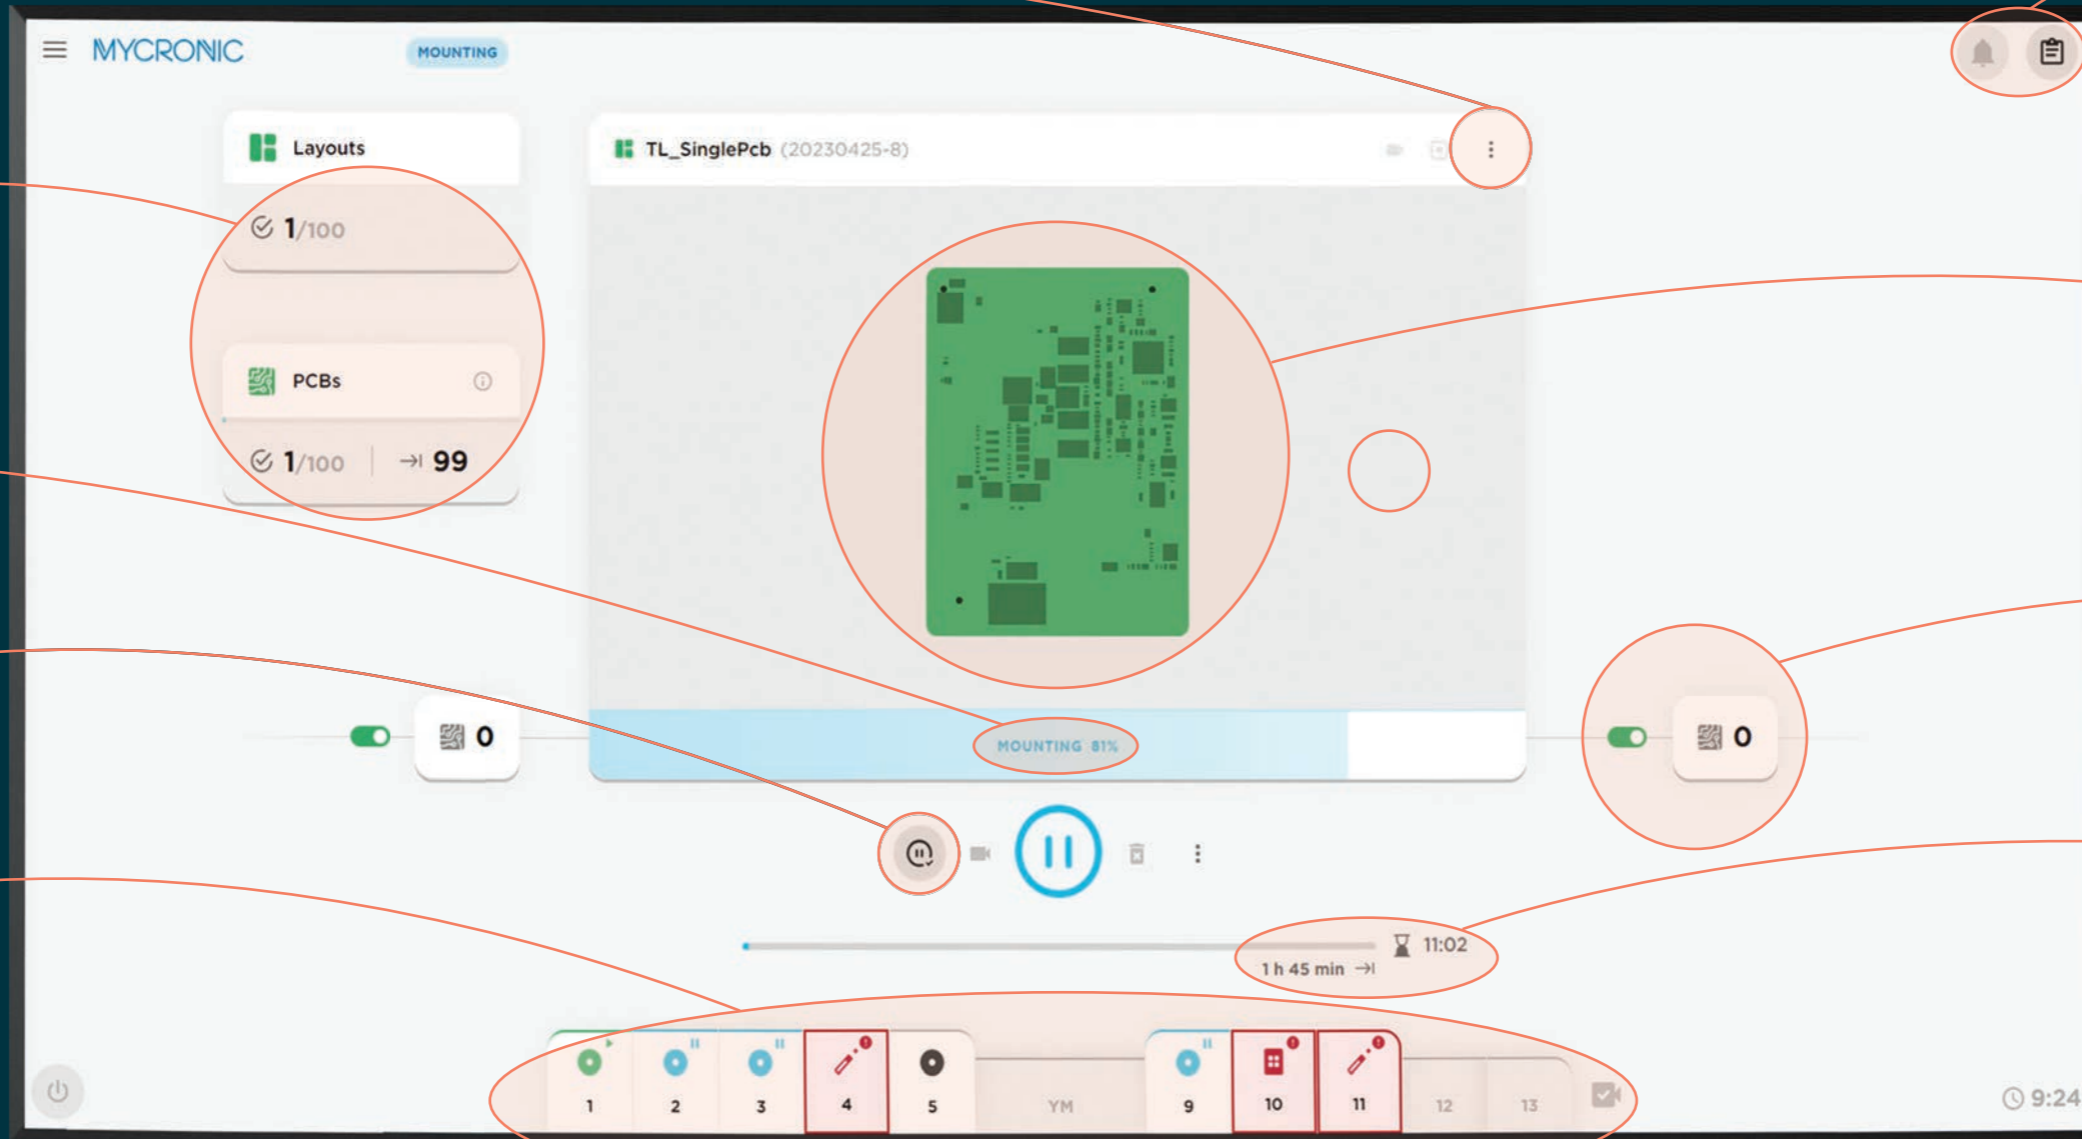 MYCRONIC
MOUNTING
Layouts
1/100
PCBs
1/100
99
TL_SinglePcb (20230425-8)
0
MOUNTING 81%
0
11:02
1 h 45 min
1
2
3
4
5
YM
9
10
11
12
13
9:24